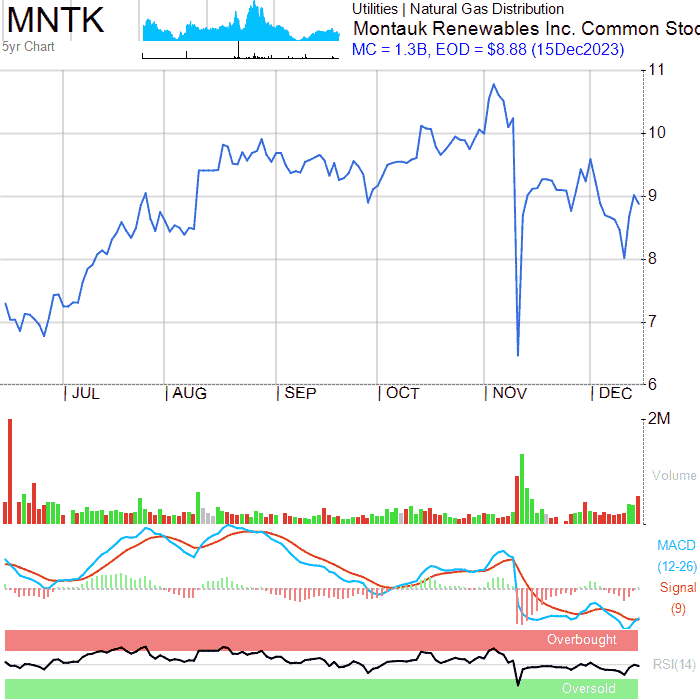 MNTK
5yr Chart
Utilities | Natural Gas Distribution
Montauk Renewables Inc. Common Stoc
MC = 1.3B, EOD = $8.88 (15Dec2023)
11
10
9
8
7
6
JUL AUG SEP OCT NOV DEC
2M
Volume
MACD
(12-26)
Signal
(9)
Overbought
RSI(14)
Oversold